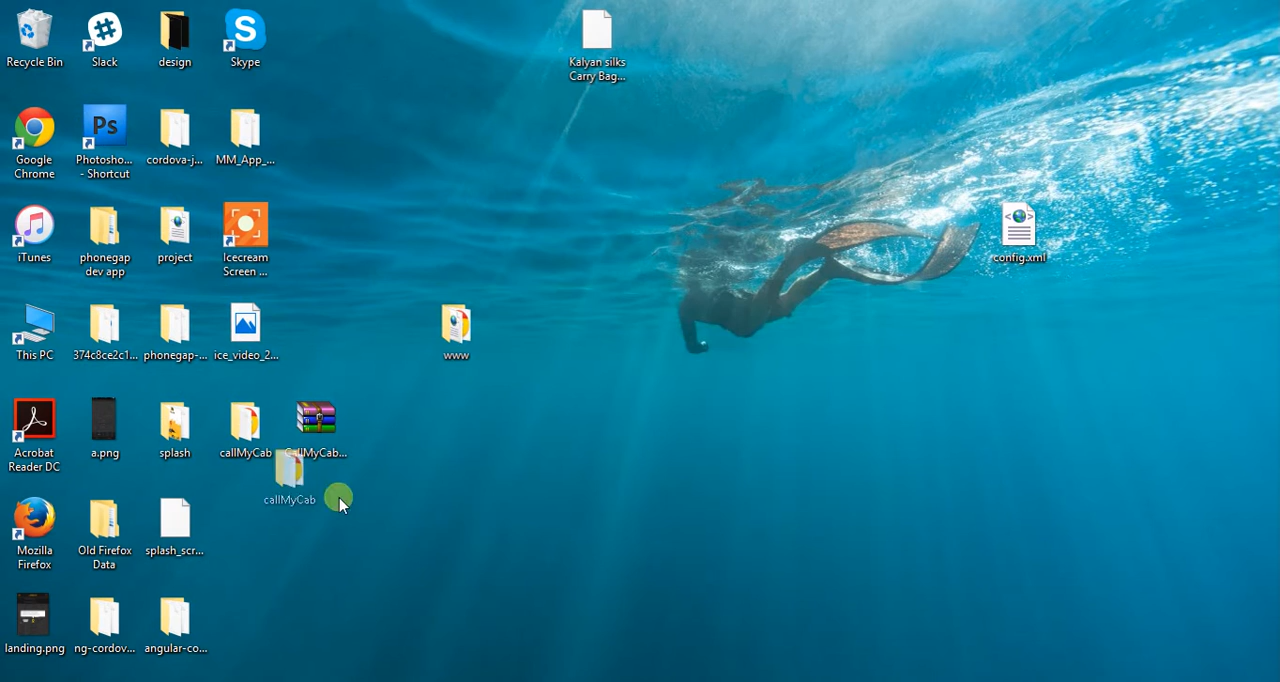 Recycle Bin
Slack
design
Skype
Kalyan silks
Carry Bag...
Google
Chrome
Ps
Photosho...
- Shortcut
cordova-j...
MM_App_...
iTunes
phonegap
dev app
project
Icecream
Screen ...
config.xml
This PC
374c8ce2c1...
phonegap-...
ice_video_2...
www
Acrobat
Reader DC
a.png
splash
callMyCab
CallMyCab...
callMyCab
Mozilla
Firefox
Old Firefox
Data
splash_scr...
landing.png
ng-cordov...
angular-co...